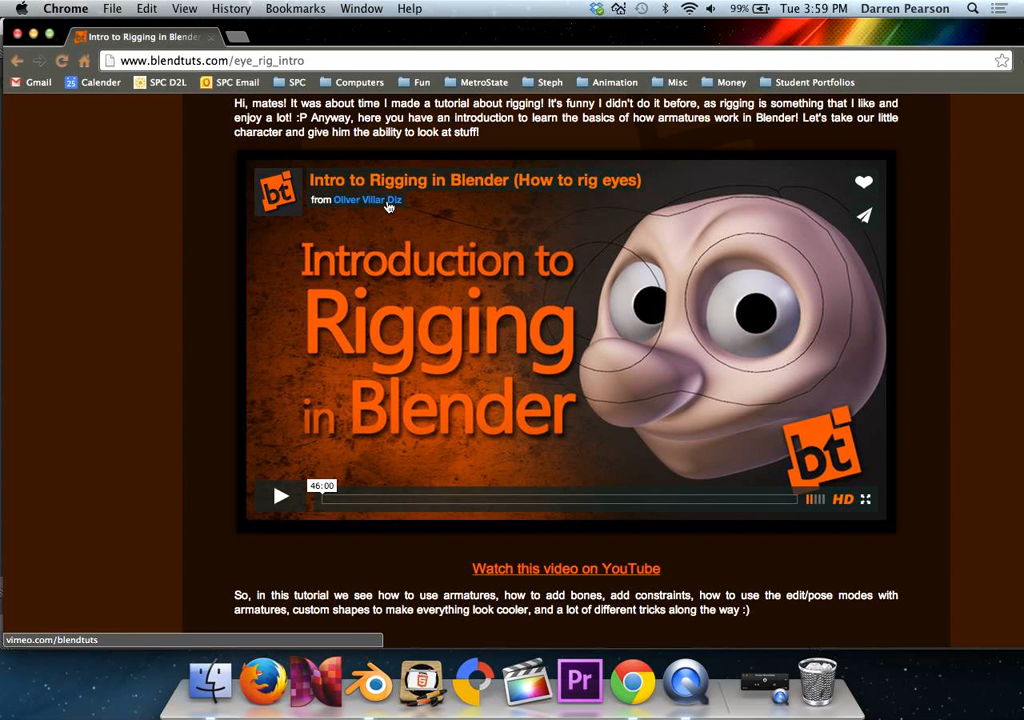 Chrome File Edit View History Bookmarks Window Help 99% Tue 3:59 PM Darren Pearson
Intro to Rigging in Blender
www.blendtuts.com/eye_rig_intro
Gmail 25 Calender SPC D2L SPC Email SPC Computers Fun MetroState Steph Animation Misc Money Student Portfolios
Hi, mates! It was about time I made a tutorial about rigging! It's funny I didn't do it before, as rigging is something that I like and
enjoy a lot! :P Anyway, here you have an introduction to learn the basics of how armatures work in Blender! Let's take our little
character and give him the ability to look at stuff!
bt
Intro to Rigging in Blender (How to rig eyes)
from Oliver Villar Diz
Introduction to
Rigging
in Blender
bt
46:00
HD
Watch this video on YouTube
So, in this tutorial we see how to use armatures, how to add bones, add constraints, how to use the edit/pose modes with
armatures, custom shapes to make everything look cooler, and a lot of different tricks along the way :)
vimeo.com/blendtuts
Pr